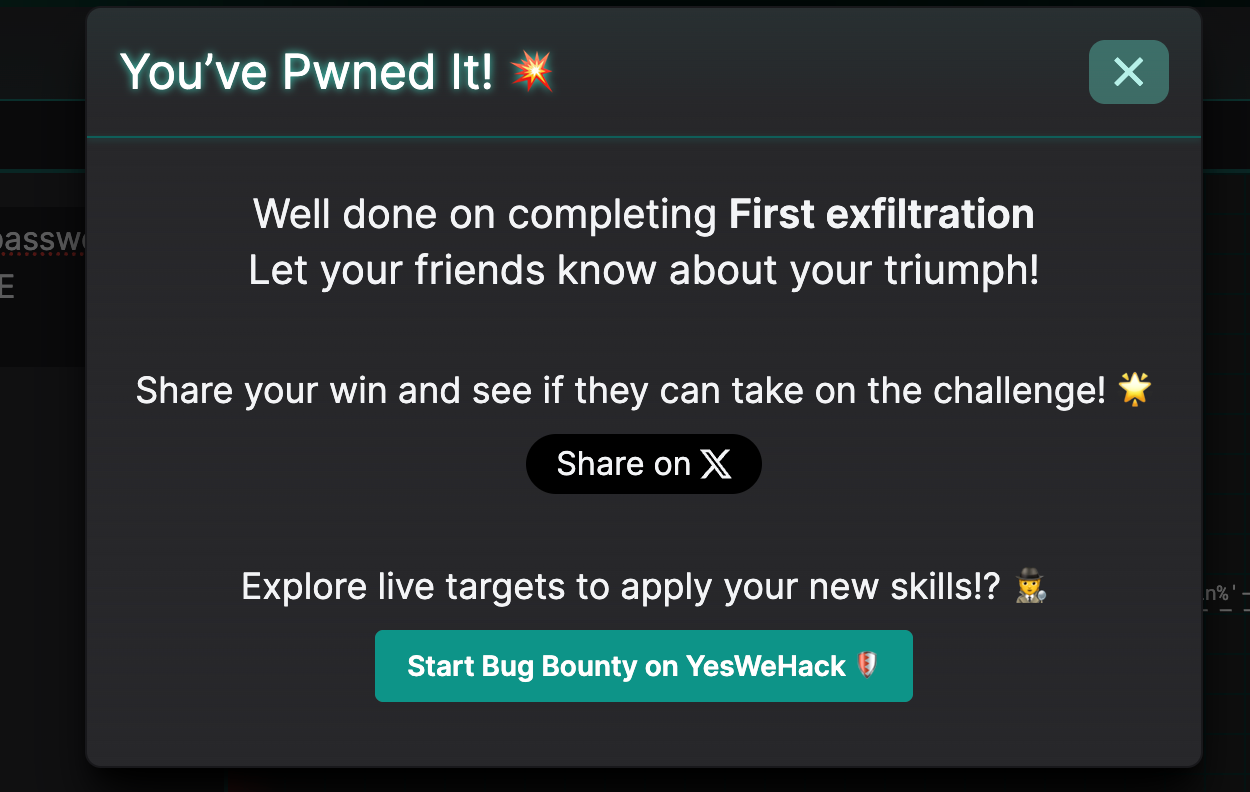 You’ve Pwned It! 💥
Well done on completing First exfiltration
Let your friends know about your triumph!
Share your win and see if they can take on the challenge! 🌟
Share on X
Explore live targets to apply your new skills!? 🕵️
Start Bug Bounty on YesWeHack 🛡️